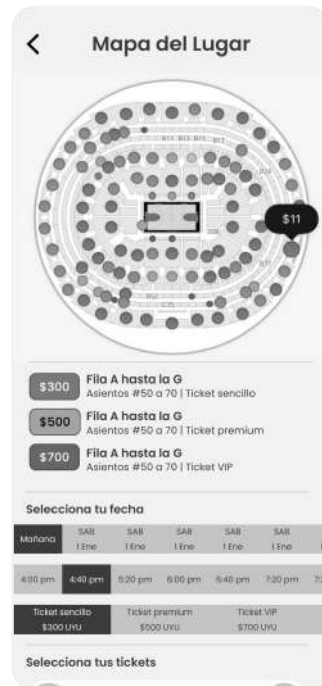 Mapa del Lugar
$11
$300
Fila A hasta la G
Asientos #50 a 70 | Ticket sencillo
$500
Fila A hasta la G
Asientos #50 a 70 | Ticket premium
$700
Fila A hasta la G
Asientos #50 a 70 | Ticket VIP
Selecciona tu fecha
Mañana SAB SAB SAB SAB SAB
1 Ene 1 Ene 1 Ene 1 Ene 1 Ene
4:00 pm 4:40 pm 5:20 pm 6:00 pm 6:40 pm 7:20 pm
Ticket sencillo Ticket premium Ticket VIP
$300 UYU $500 UYU $700 UYU
Selecciona tus tickets